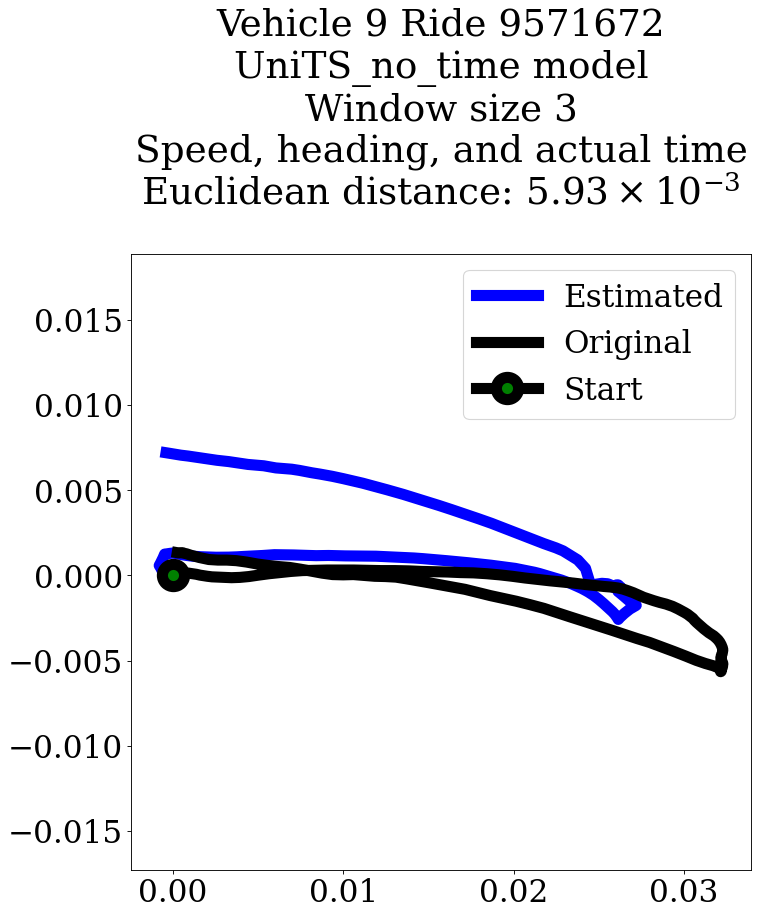 Vehicle 9 Ride 9571672
UniTS_no_time model
Window size 3
Speed, heading, and actual time
Euclidean distance: 5.93 × 10⁻³
Estimated
Original
Start
0.015
0.010
0.005
0.000
−0.005
−0.010
−0.015
0.00 0.01 0.02 0.03